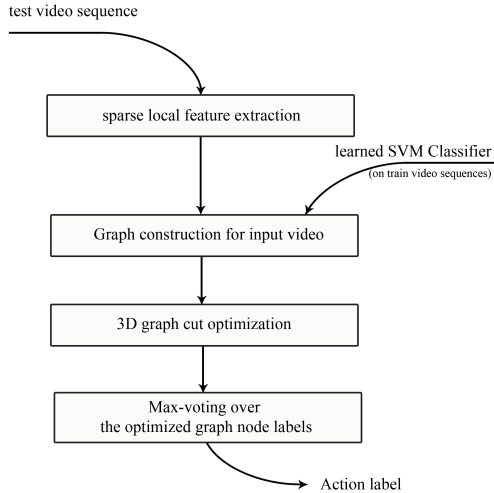 test video sequence
sparse local feature extraction
learned SVM Classifier
(on train video sequences)
Graph construction for input video
3D graph cut optimization
Max-voting over
the optimized graph node labels
Action label